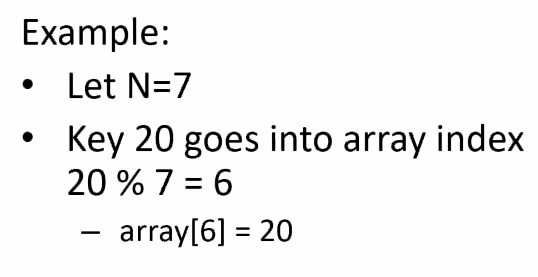 Example:
• Let N=7
• Key 20 goes into array index
20 % 7 = 6
– array[6] = 20